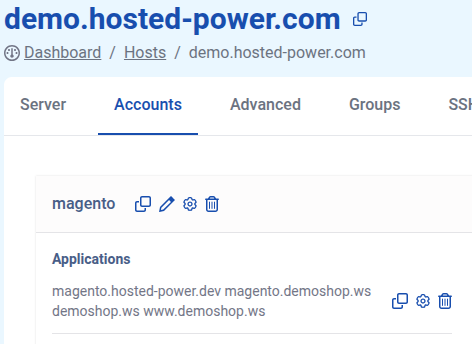 demo.hosted-power.com
Dashboard / Hosts / demo.hosted-power.com
Server Accounts Advanced Groups
magento
Applications
magento.hosted-power.dev magento.demoshop.ws
demoshop.ws www.demoshop.ws